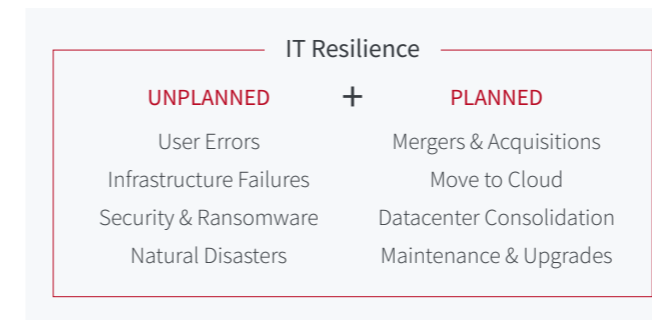 IT Resilience
UNPLANNED + PLANNED
User Errors
Infrastructure Failures
Security & Ransomware
Natural Disasters
Mergers & Acquisitions
Move to Cloud
Datacenter Consolidation
Maintenance & Upgrades